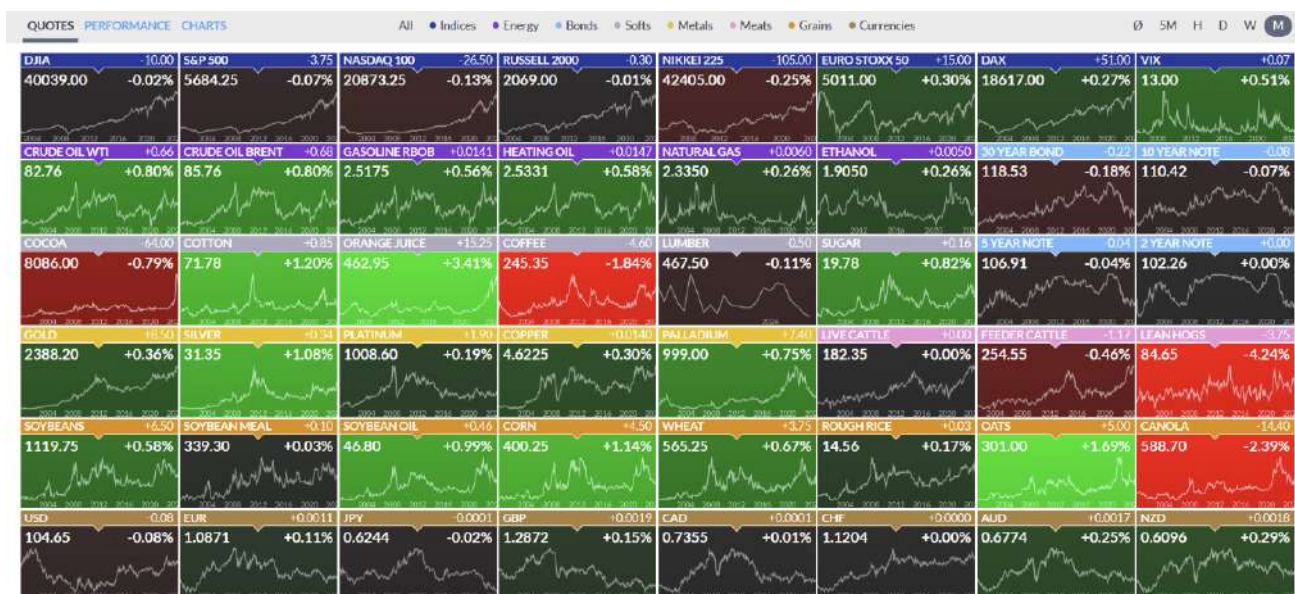 QUOTES PERFORMANCE CHARTS All Indices Energy Bonds Softs Metals Meats Grains Currencies Ø 5M H D W M
DJIA -10.00 S&P 500 -3.75 NASDAQ 100 -26.50 RUSSELL 2000 -0.30 NIKKEI 225 -105.00 EURO STOXX 50 +15.00 DAX +51.00 VIX +0.07
40039.00 -0.02% 5684.25 -0.07% 20873.25 -0.13% 2069.00 -0.01% 42405.00 -0.25% 5011.00 +0.30% 18617.00 +0.27% 13.00 +0.51%
CRUDE OIL WTI +0.66 CRUDE OIL BRENT +0.68 GASOLINE RBOB +0.0141 HEATING OIL +0.0147 NATURAL GAS +0.0060 ETHANOL +0.0050 30 YEAR BOND -0.22 10 YEAR NOTE -0.08
82.76 +0.80% 85.76 +0.80% 2.5175 +0.56% 2.5331 +0.58% 2.3350 +0.26% 1.9050 +0.26% 118.53 -0.18% 110.42 -0.07%
COCOA -64.00 COTTON +0.85 ORANGE JUICE +15.25 COFFEE -4.60 LUMBER -0.50 SUGAR +0.16 5 YEAR NOTE -0.04 2 YEAR NOTE +0.00
8086.00 -0.79% 71.78 +1.20% 462.95 +3.41% 245.35 -1.84% 467.50 -0.11% 19.78 +0.82% 106.91 -0.04% 102.26 +0.00%
GOLD +8.50 SILVER +0.34 PLATINUM +1.90 COPPER +0.0140 PALLADIUM +7.40 LIVE CATTLE +0.00 FEEDER CATTLE -1.17 LEAN HOGS -3.75
2388.20 +0.36% 31.35 +1.08% 1008.60 +0.19% 4.6225 +0.30% 999.00 +0.75% 182.35 +0.00% 254.55 -0.46% 84.65 -4.24%
SOYBEANS +6.50 SOYBEAN MEAL +0.10 SOYBEAN OIL +0.46 CORN +4.50 WHEAT +3.75 ROUGH RICE +0.03 OATS +5.00 CANOLA -14.40
1119.75 +0.58% 339.30 +0.03% 46.80 +0.99% 400.25 +1.14% 565.25 +0.67% 14.56 +0.17% 301.00 +1.69% 588.70 -2.39%
USD -0.08 EUR +0.0011 JPY -0.0001 GBP +0.0019 CAD +0.0001 CHF +0.0000 AUD +0.0017 NZD +0.0018
104.65 -0.08% 1.0871 +0.11% 0.6244 -0.02% 1.2872 +0.15% 0.7355 +0.01% 1.1204 +0.00% 0.6774 +0.25% 0.6096 +0.29%